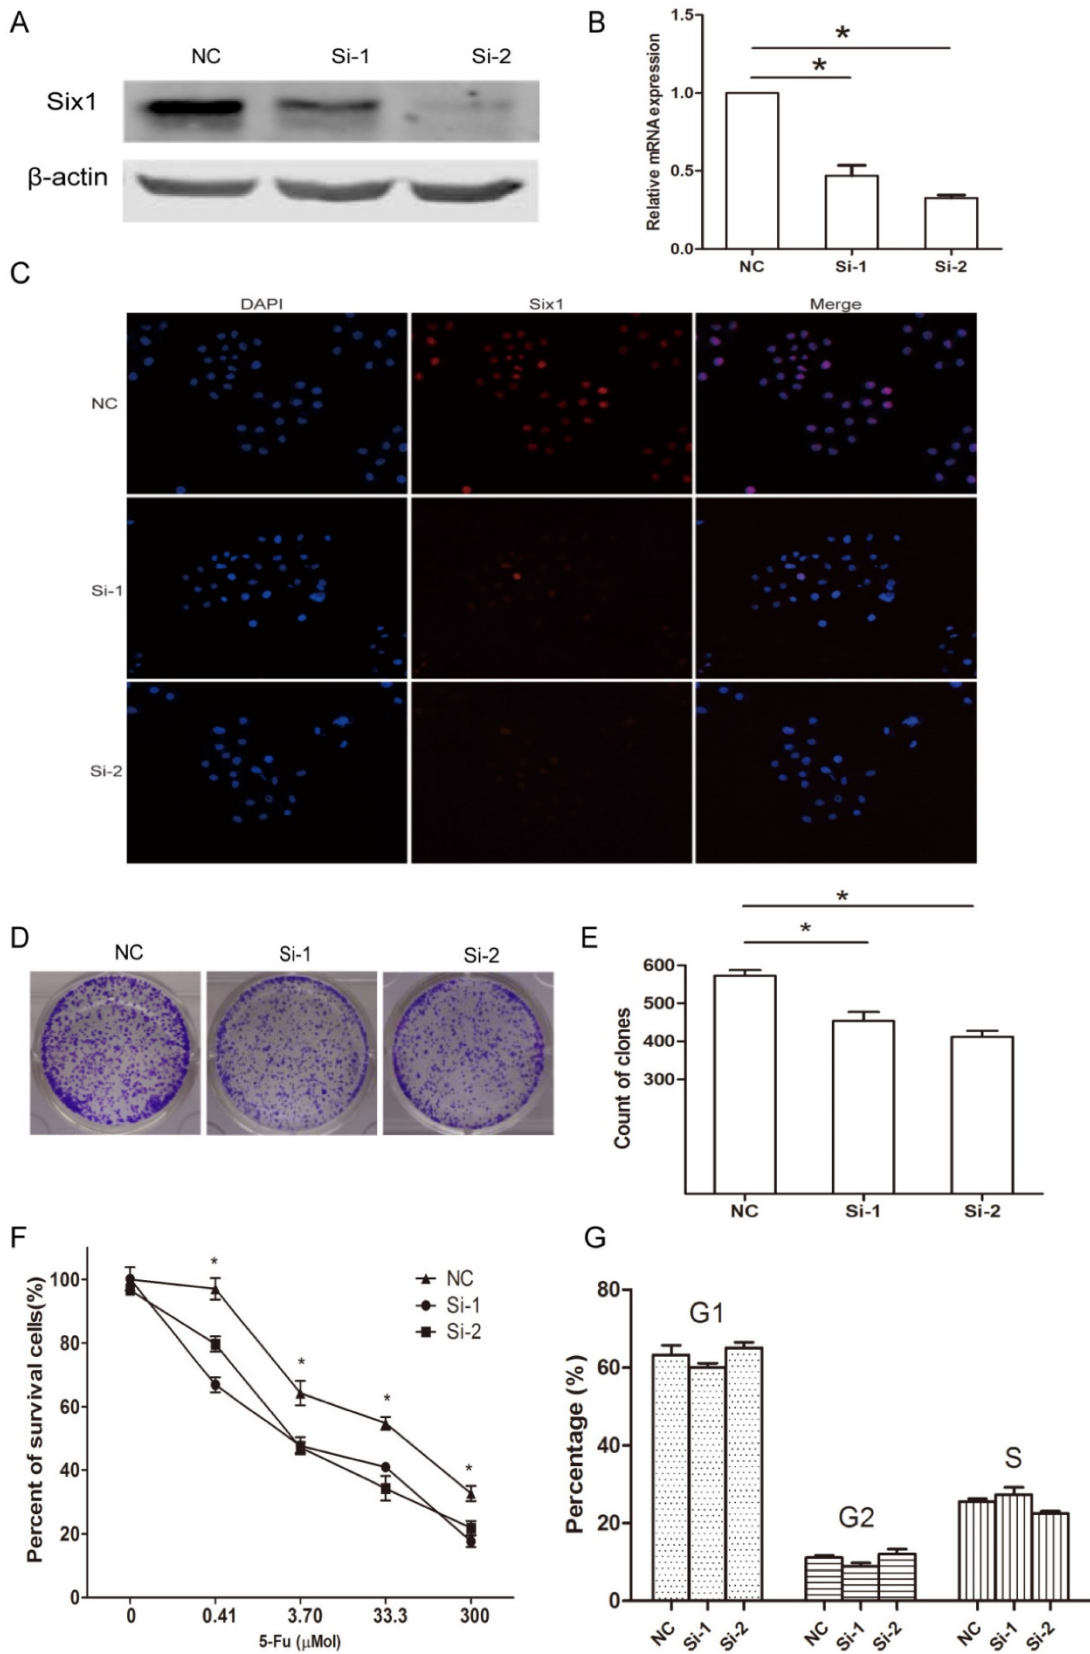 A
NC Si-1 Si-2
Six1
β-actin
B
Relative mRNA expression
1.5
1.0
0.5
0.0
* *
NC Si-1 Si-2
C
DAPI Six1 Merge
NC
Si-1
Si-2
D
NC Si-1 Si-2
E
* *
Count of clones
600
500
400
300
NC Si-1 Si-2
F
Percent of survival cells(%)
100
80
60
40
20
0
* * * *
NC
Si-1
Si-2
0 0.41 3.70 33.3 300
5-Fu (μMol)
G
Percentage (%)
80
60
40
20
0
G1
G2
S
NC Si-1 Si-2 NC Si-1 Si-2 NC Si-1 Si-2